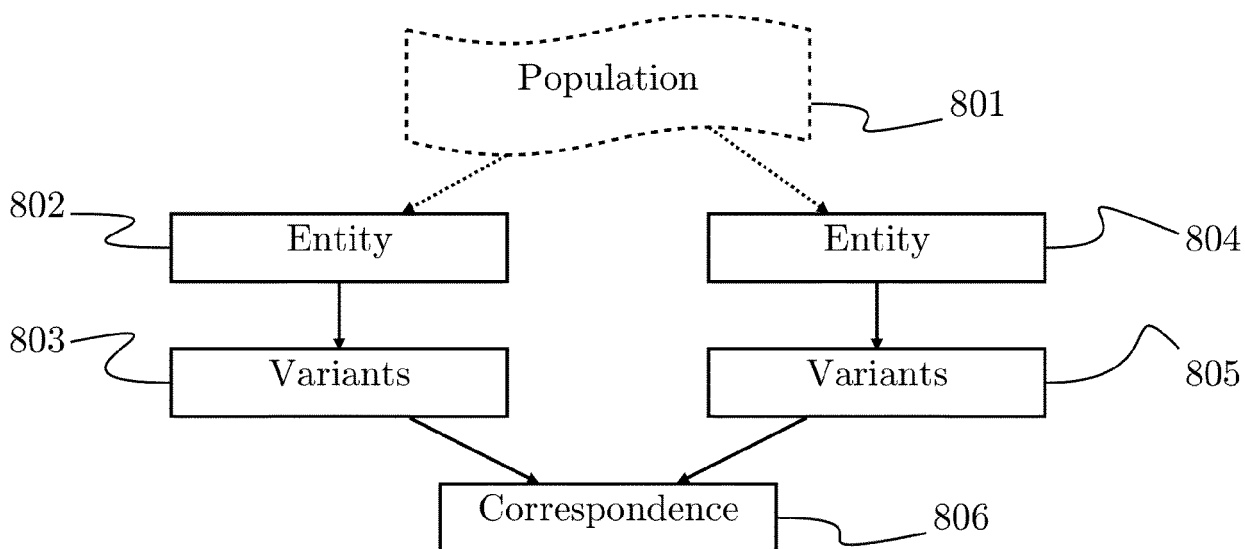 Population
801
802
Entity
Entity
804
803
Variants
Variants
805
Correspondence
806